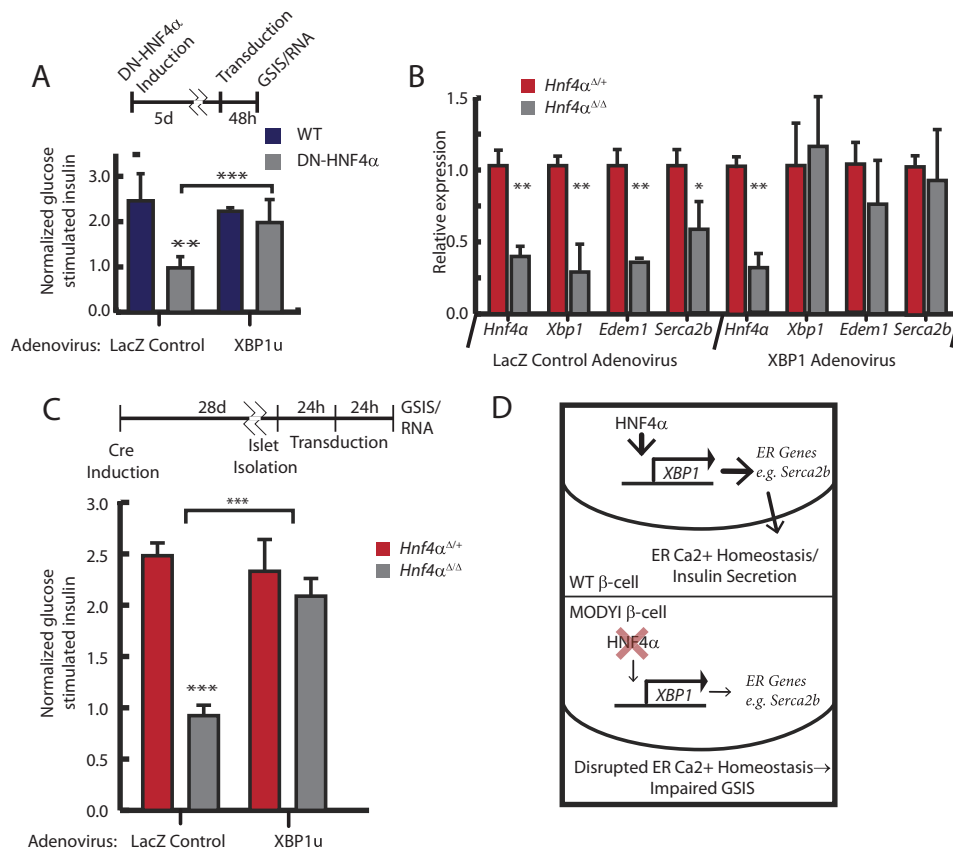 A
DN-HNF4α
Induction
Transduction
GSIS/RNA
5d
48h
WT
DN-HNF4α
Normalized glucose
stimulated insulin
3.0
2.0
1.0
0.0
***
**
Adenovirus:
LacZ Control
XBP1u
B
Hnf4α Δ/+
Hnf4α Δ/Δ
Relative expression
1.5
1.0
0.5
0.0
**
**
**
*
**
Hnf4α
Xbp1
Edem1
Serca2b
Hnf4α
Xbp1
Edem1
Serca2b
LacZ Control Adenovirus
XBP1 Adenovirus
C
28d
24h
24h
GSIS/
RNA
Cre
Induction
Islet
Isolation
Transduction
Normalized glucose
stimulated insulin
3.0
2.5
2.0
1.5
1.0
0.5
0.0
***
***
Hnf4α Δ/+
Hnf4α Δ/Δ
Adenovirus:
LacZ Control
XBP1u
D
HNF4α
XBP1
ER Genes
e.g. Serca2b
ER Ca2+ Homeostasis/
Insulin Secretion
WT β-cell
MODYI β-cell
HNF4α
XBP1
ER Genes
e.g. Serca2b
Disrupted ER Ca2+ Homeostasis→
Impaired GSIS